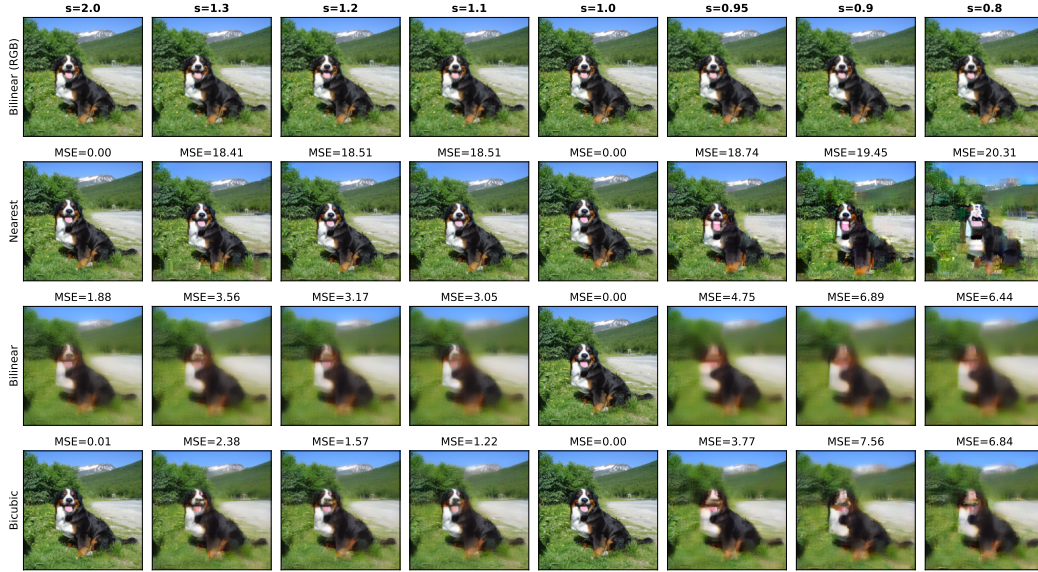 s=2.0 s=1.3 s=1.2 s=1.1 s=1.0 s=0.95 s=0.9 s=0.8
Bilinear (RGB)
MSE=0.00 MSE=18.41 MSE=18.51 MSE=18.51 MSE=0.00 MSE=18.74 MSE=19.45 MSE=20.31
Nearest
MSE=1.88 MSE=3.56 MSE=3.17 MSE=3.05 MSE=0.00 MSE=4.75 MSE=6.89 MSE=6.44
Bilinear
MSE=0.01 MSE=2.38 MSE=1.57 MSE=1.22 MSE=0.00 MSE=3.77 MSE=7.56 MSE=6.84
Bicubic